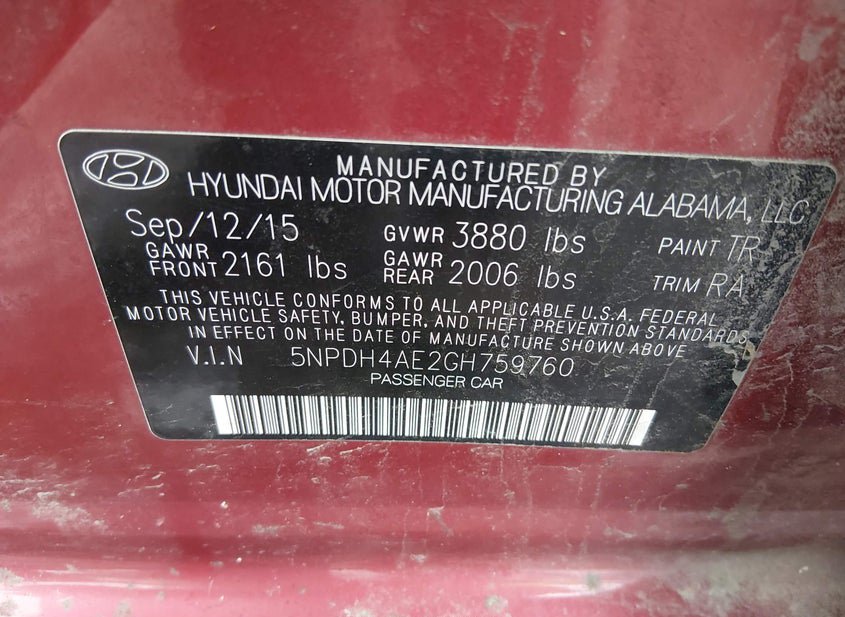 MANUFACTURED BY
HYUNDAI MOTOR MANUFACTURING ALABAMA, LLC
Sep/12/15 GVWR 3880 lbs PAINT TR
GAWR FRONT 2161 lbs GAWR REAR 2006 lbs TRIM RA
THIS VEHICLE CONFORMS TO ALL APPLICABLE U.S.A. FEDERAL
MOTOR VEHICLE SAFETY, BUMPER, AND THEFT PREVENTION STANDARDS
IN EFFECT ON THE DATE OF MANUFACTURE SHOWN ABOVE
V.I.N 5NPDH4AE2GH759760
PASSENGER CAR